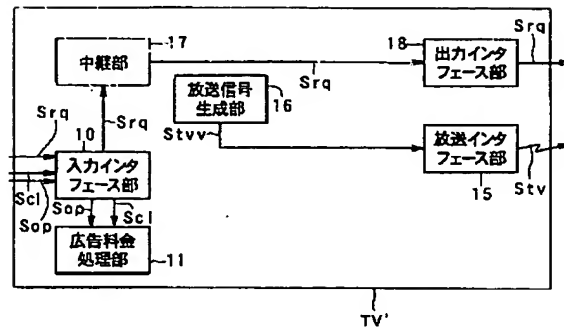 17
中継部
18
Srq
出力インタ
フェース部
Srq
放送信号
生成部
16
Srq
10
Srq
Stvv
入力インタ
フェース部
放送インタ
フェース部
Scl
Sop
Sop
Scl
15
Stv
広告料金
処理部
11
TV'